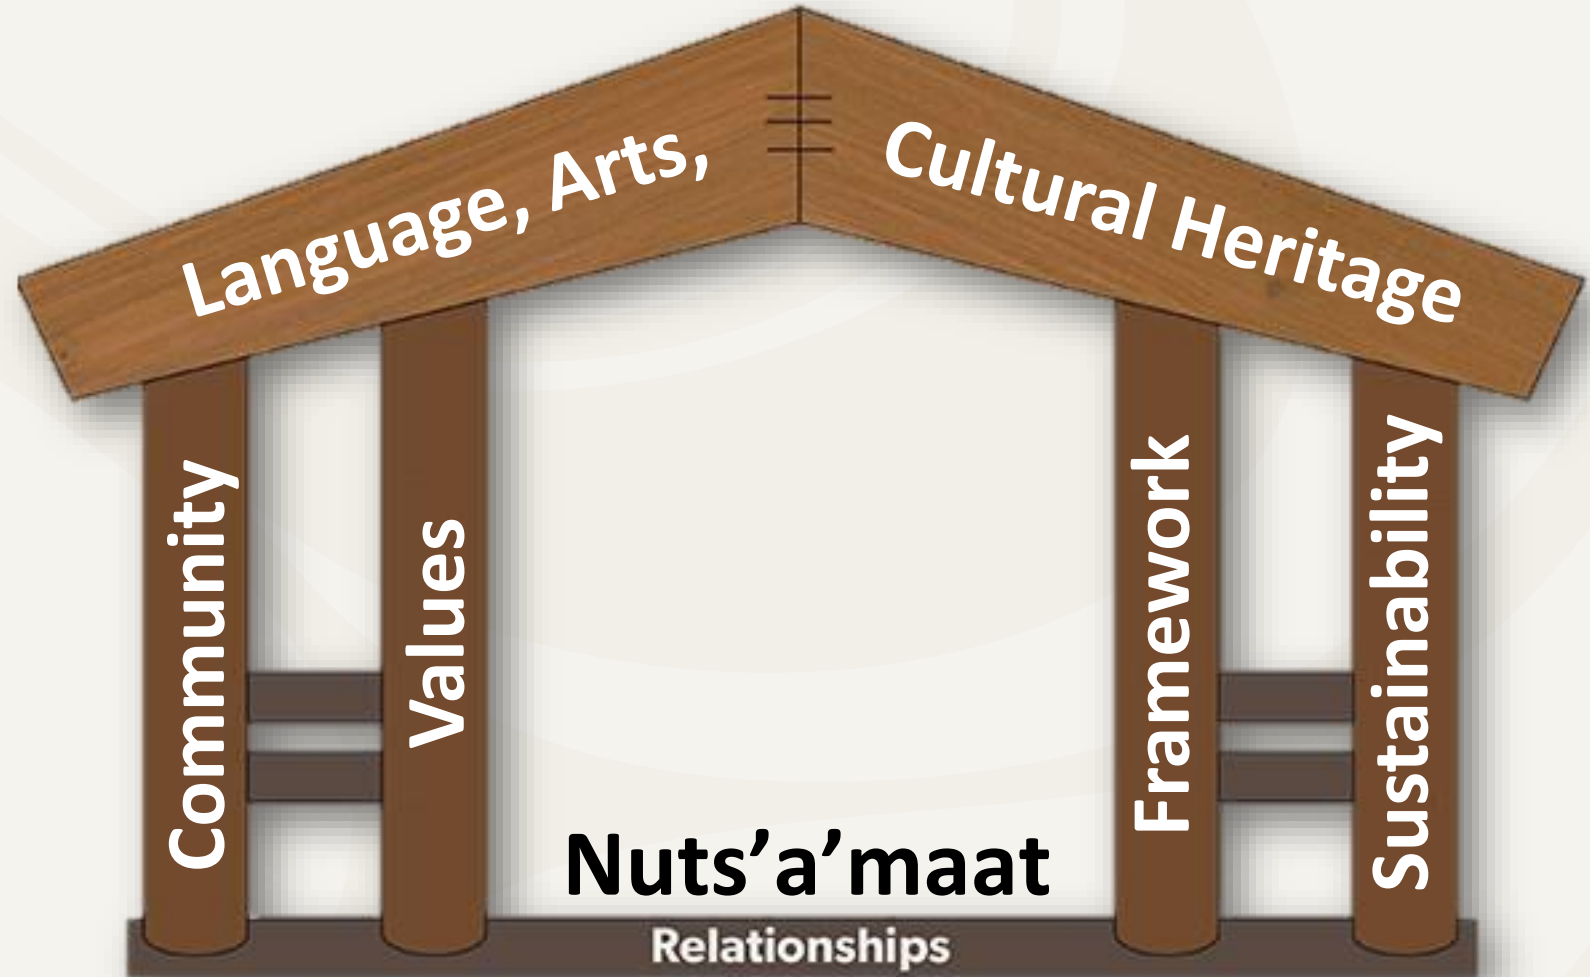 Language, Arts,
Cultural Heritage
Community
Values
Framework
Sustainability
Nuts’a’maat
Relationships